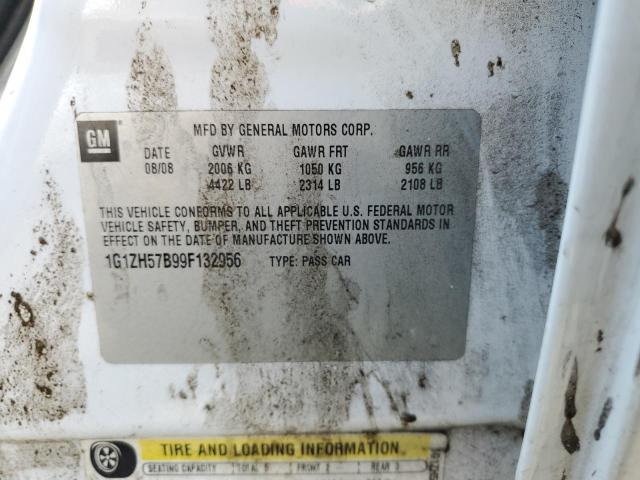 GM
MFD BY GENERAL MOTORS CORP.
DATE GVWR GAWR FRT GAWR RR
08/08 2006 KG 1050 KG 956 KG
4422 LB 2314 LB 2108 LB
THIS VEHICLE CONFORMS TO ALL APPLICABLE U.S. FEDERAL MOTOR
VEHICLE SAFETY, BUMPER, AND THEFT PREVENTION STANDARDS IN
EFFECT ON THE DATE OF MANUFACTURE SHOWN ABOVE.
1G1ZH57B99F132956 TYPE: PASS CAR
TIRE AND LOADING INFORMATION
SEATING CAPACITY TOTAL 5 FRONT 2 REAR 3